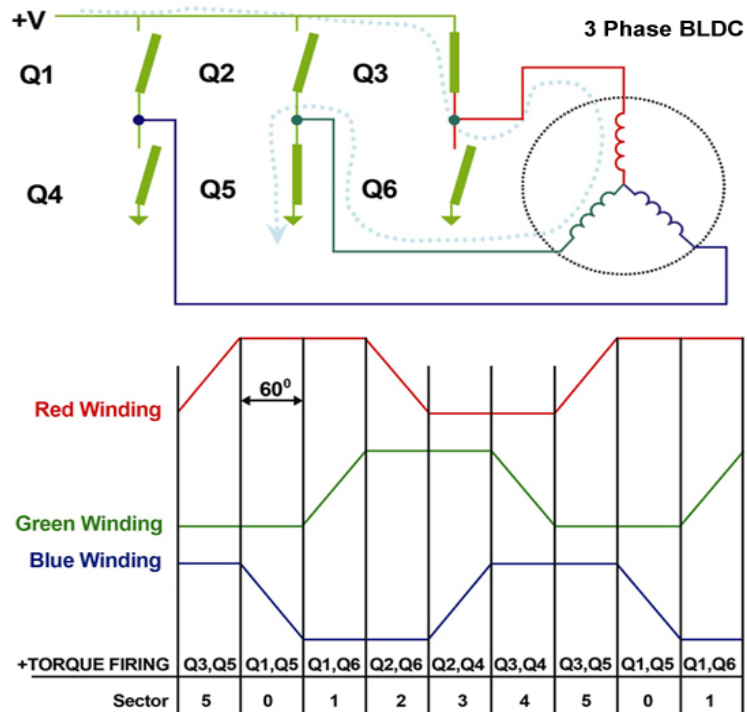 +V
3 Phase BLDC
Q1 Q2 Q3
Q4 Q5 Q6
60⁰
Red Winding
Green Winding
Blue Winding
+TORQUE FIRING Q3,Q5 Q1,Q5 Q1,Q6 Q2,Q6 Q2,Q4 Q3,Q4 Q3,Q5 Q1,Q5 Q1,Q6
Sector 5 0 1 2 3 4 5 0 1